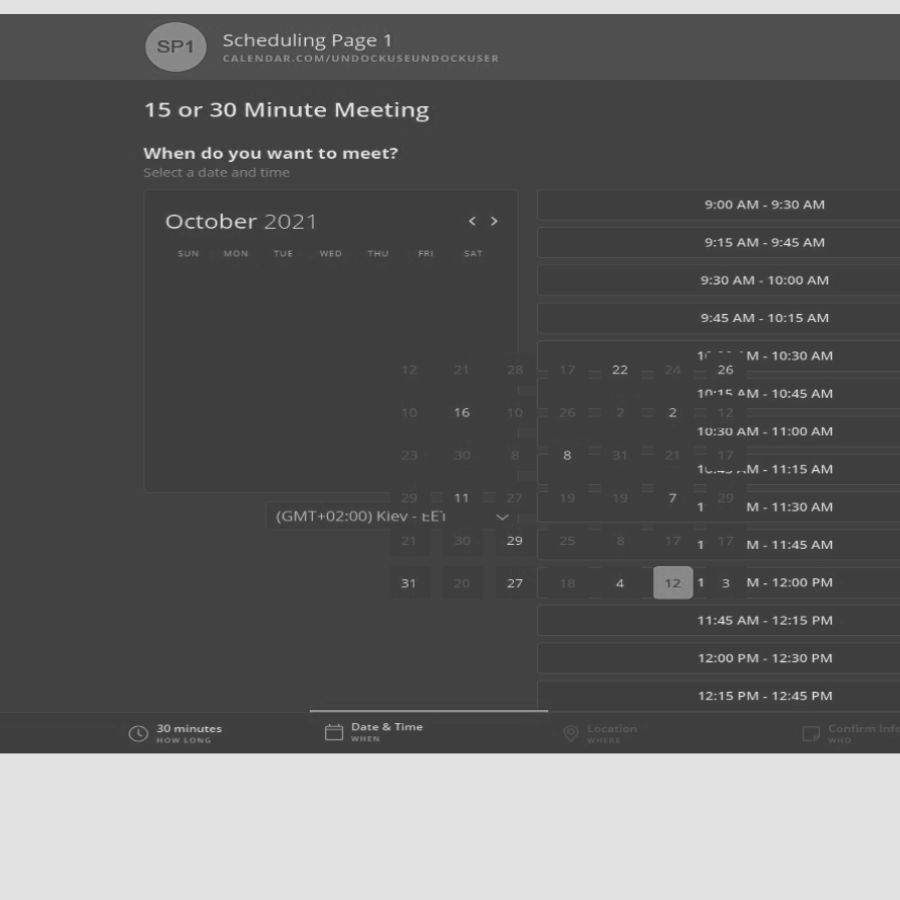 SP1
Scheduling Page 1
CALENDAR.COM/UNDOCKUSEUNDOCKUSER
15 or 30 Minute Meeting
When do you want to meet?
Select a date and time
October 2021
< >
SUN MON TUE WED THU FRI SAT
12 21 28 17 22 24 26
10 16 10 26 2 2 12
23 30 8 8 31 21 17
29 11 27 19 19 7 29
21 30 29 25 8 17 17
31 20 27 18 4 12 3
(GMT+02:00) Kiev - EET
9:00 AM - 9:30 AM
9:15 AM - 9:45 AM
9:30 AM - 10:00 AM
9:45 AM - 10:15 AM
M - 10:30 AM
10:15 AM - 10:45 AM
10:30 AM - 11:00 AM
M - 11:15 AM
1 M - 11:30 AM
1 M - 11:45 AM
1 M - 12:00 PM
11:45 AM - 12:15 PM
12:00 PM - 12:30 PM
12:15 PM - 12:45 PM
30 minutes
HOW LONG
Date & Time
WHEN
Location
WHERE
Confirm Info
WHO